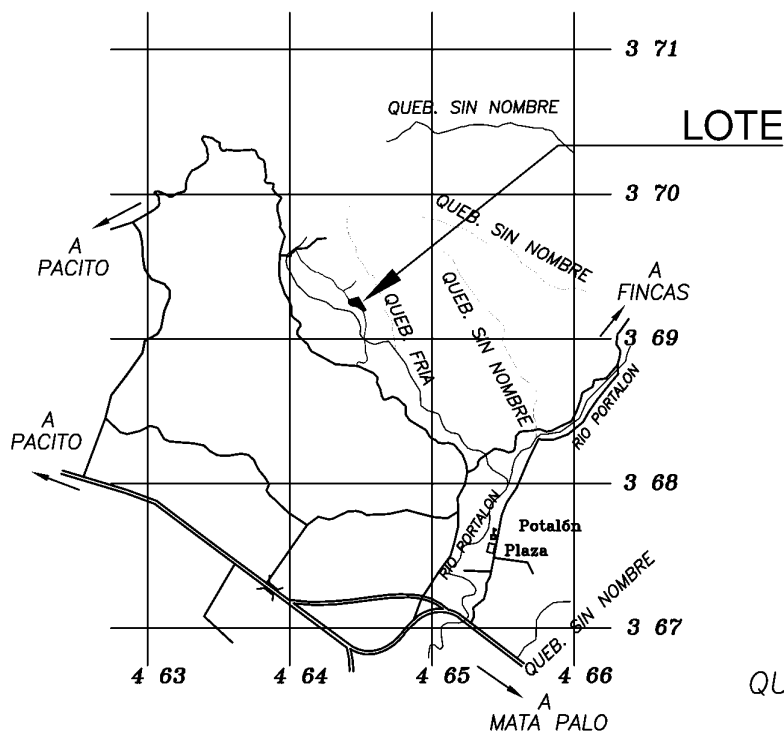 3 71
QUEB. SIN NOMBRE
LOTE
3 70
QUEB. SIN NOMBRE
A
PACITO
A
FINCAS
QUEB. FRIA
QUEB. SIN NOMBRE
3 69
RIO PORTALON
A
PACITO
3 68
RIO PORTALON
Potalón
Plaza
QUEB. SIN NOMBRE
3 67
4 63
4 64
4 65
4 66
A
MATA PALO
QU